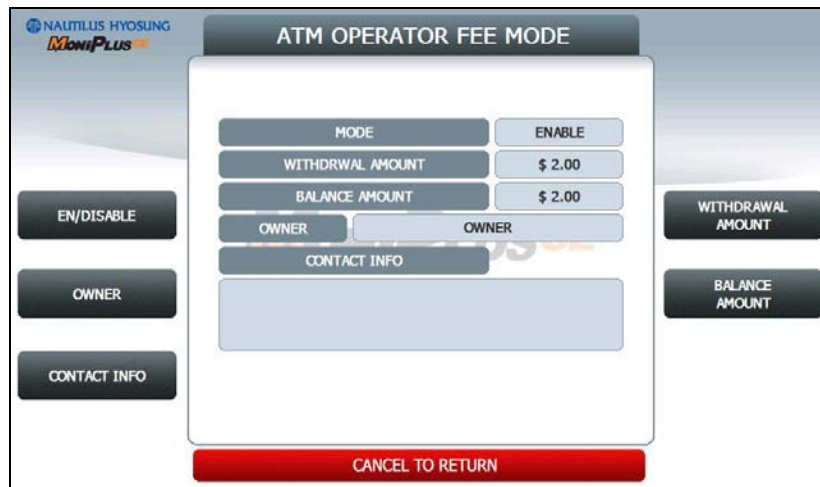 NAUTILUS HYOSUNG
MONIPLUS CE
ATM OPERATOR FEE MODE
MODE ENABLE
WITHDRWAL AMOUNT $ 2.00
BALANCE AMOUNT $ 2.00
OWNER OWNER
CONTACT INFO
EN/DISABLE
OWNER
CONTACT INFO
WITHDRAWAL
AMOUNT
BALANCE
AMOUNT
CANCEL TO RETURN